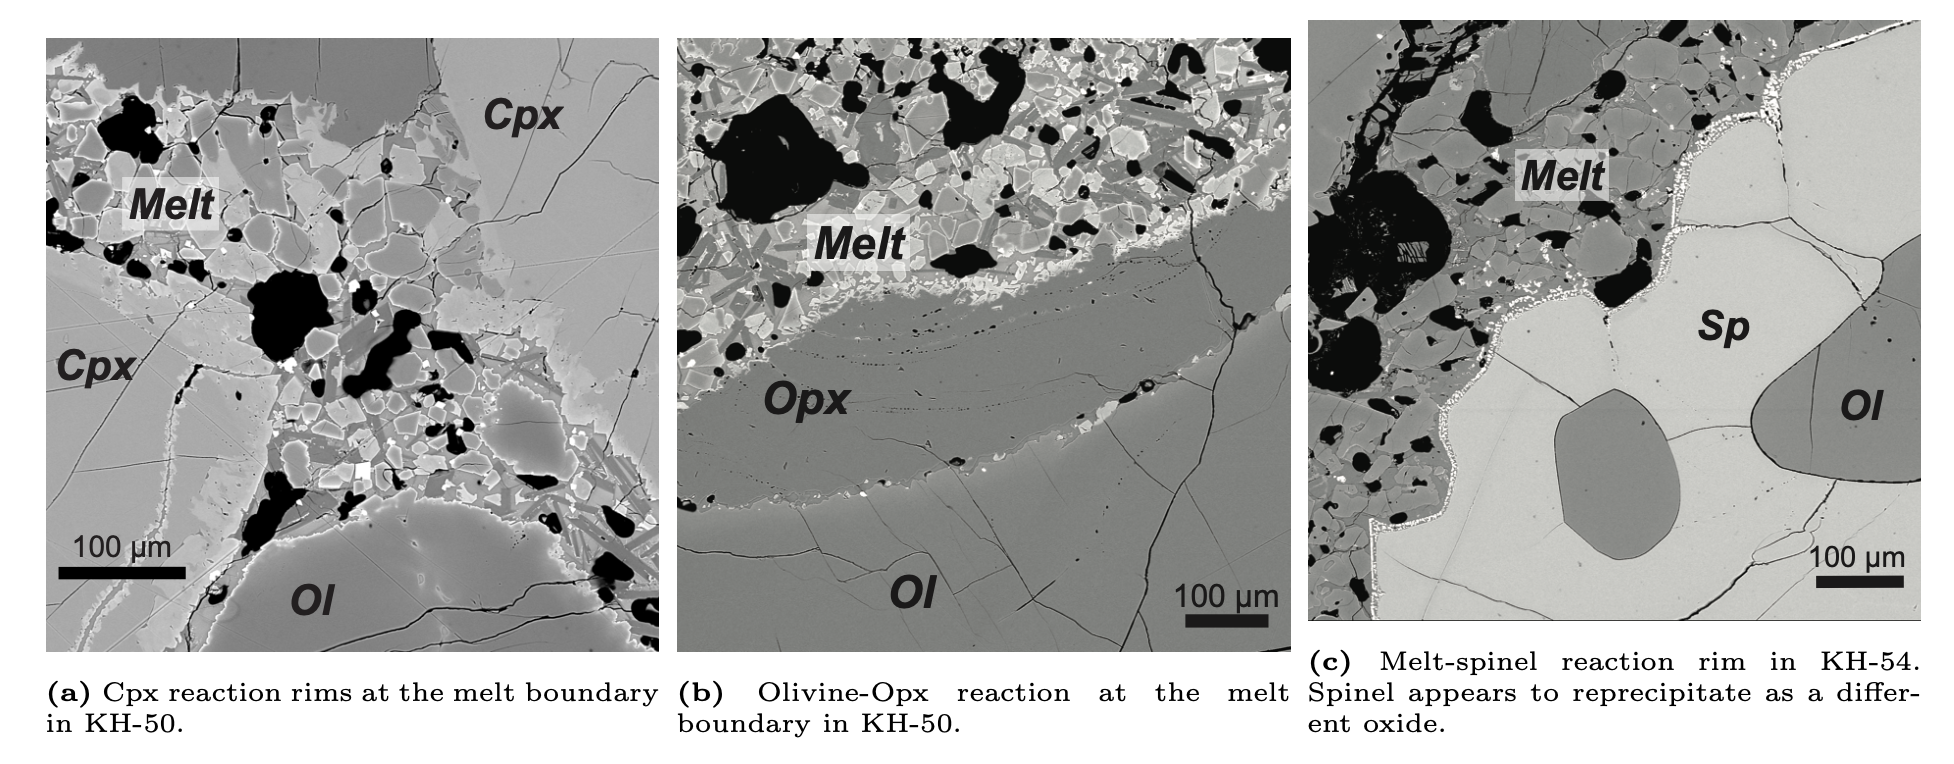 Cpx
Melt
Cpx
100 µm
Ol
Melt
Opx
Ol
100 µm
Melt
Sp
Ol
100 µm
(a) Cpx reaction rims at the melt boundary
in KH-50.
(b) Olivine-Opx reaction at the melt
boundary in KH-50.
(c) Melt-spinel reaction rim in KH-54.
Spinel appears to reprecipitate as a differ-
ent oxide.